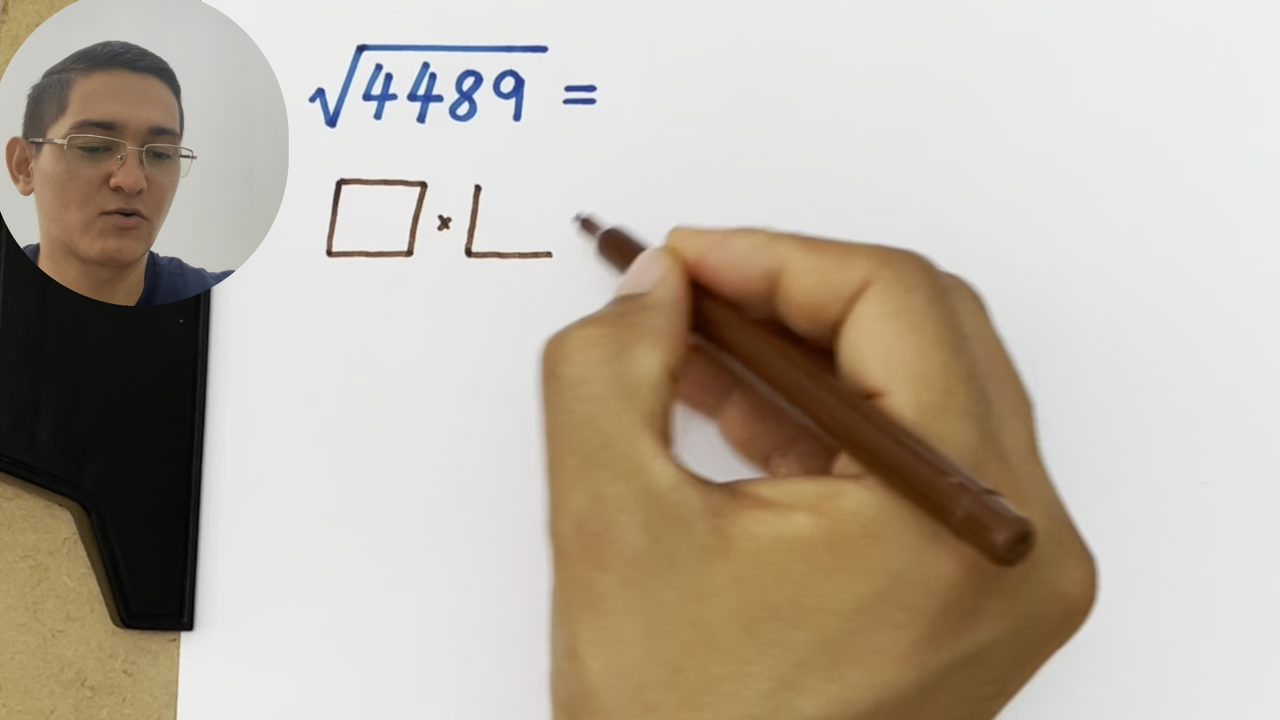 √4489 =
□ ×